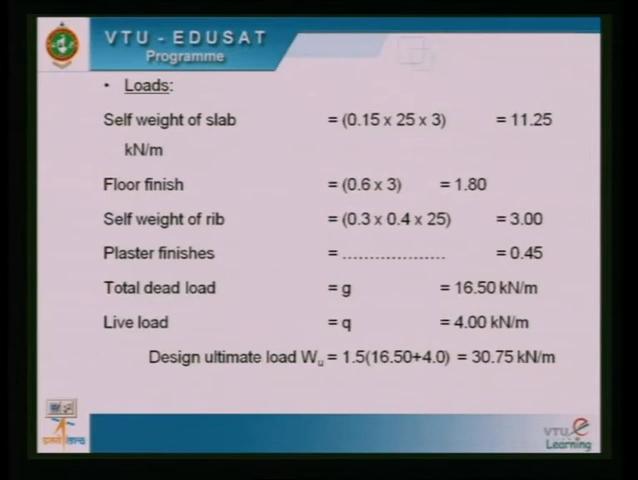 VTU - EDUSAT
Programme
• Loads:
Self weight of slab = (0.15 x 25 x 3) = 11.25
kN/m
Floor finish = (0.6 x 3) = 1.80
Self weight of rib = (0.3 x 0.4 x 25) = 3.00
Plaster finishes = ................... = 0.45
Total dead load = g = 16.50 kN/m
Live load = q = 4.00 kN/m
Design ultimate load Wu = 1.5(16.50+4.0) = 30.75 kN/m
VTU e
Learning